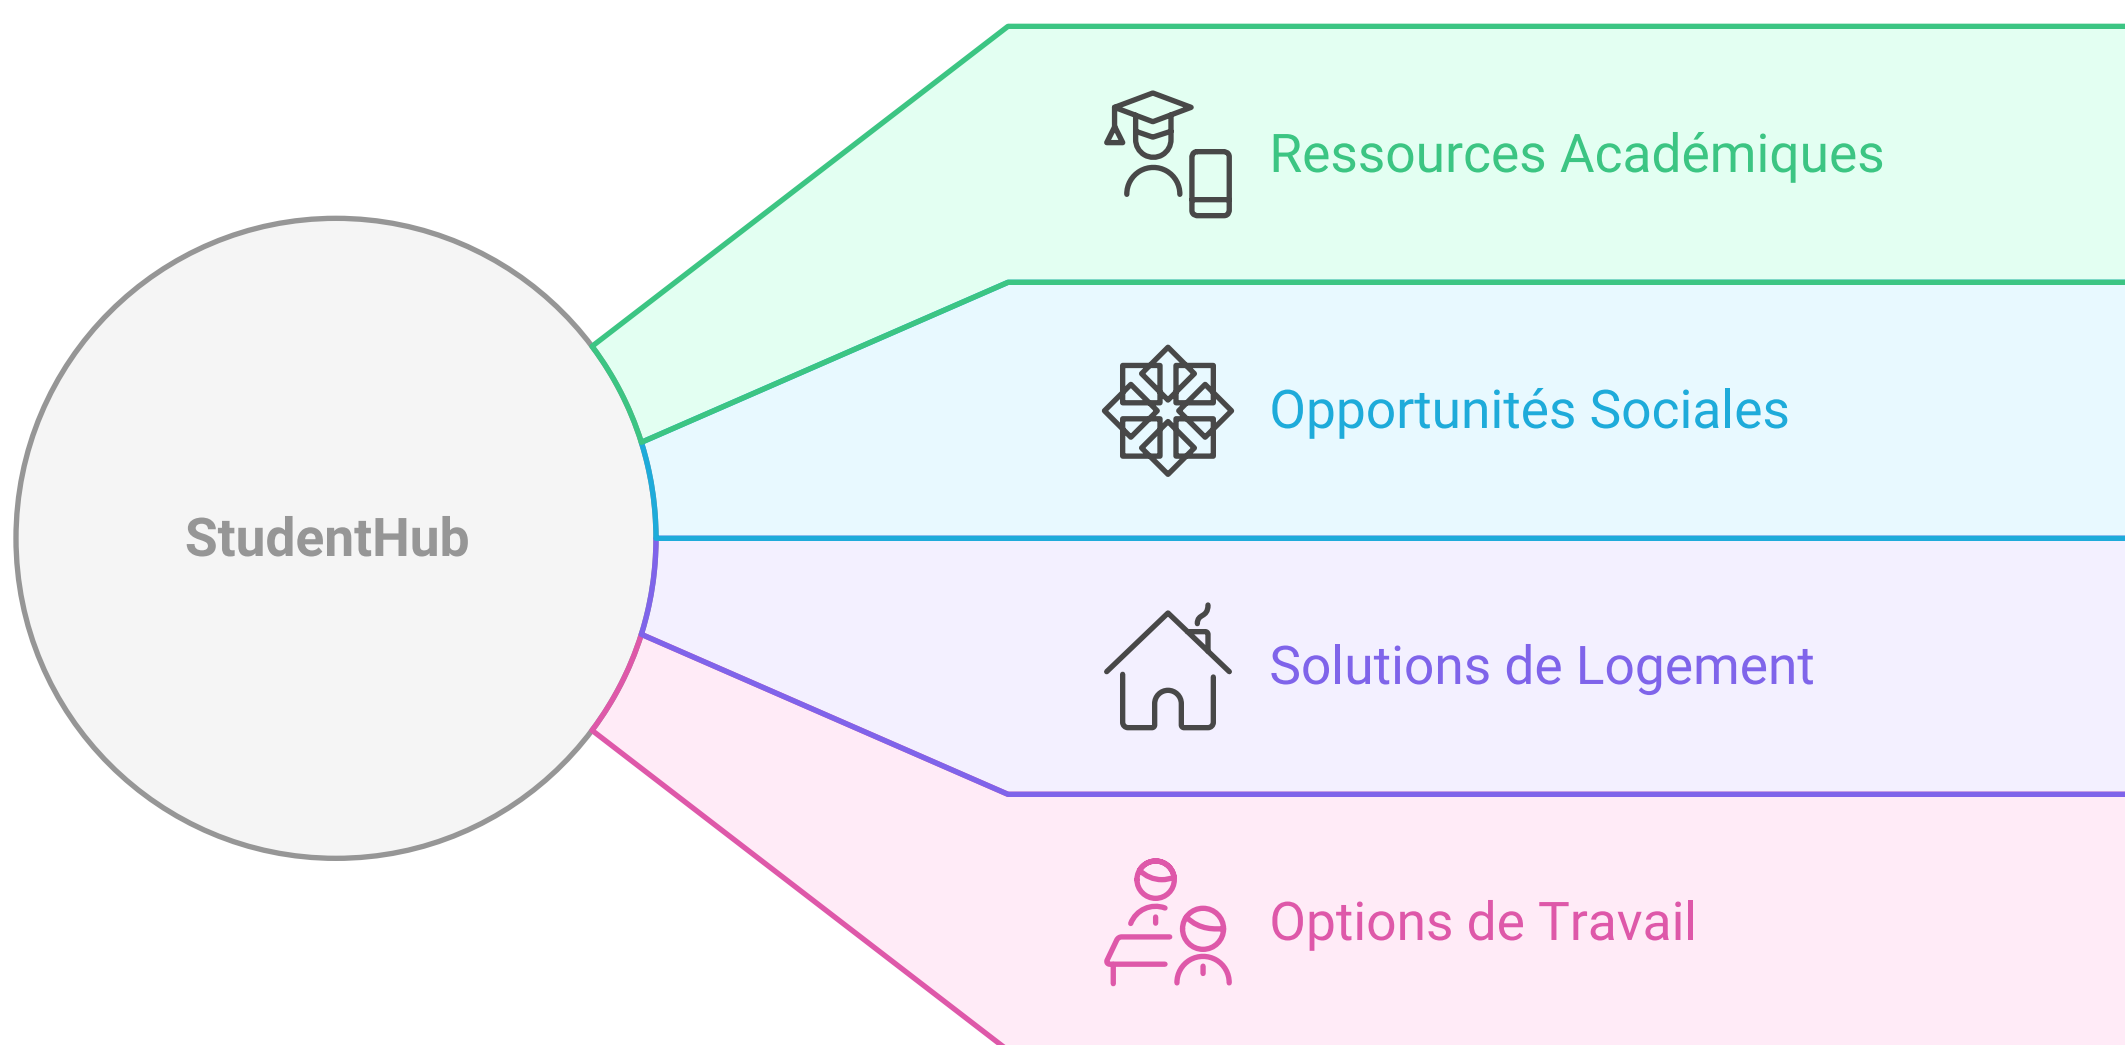 Ressources Académiques
Opportunités Sociales
StudentHub
Solutions de Logement
Options de Travail